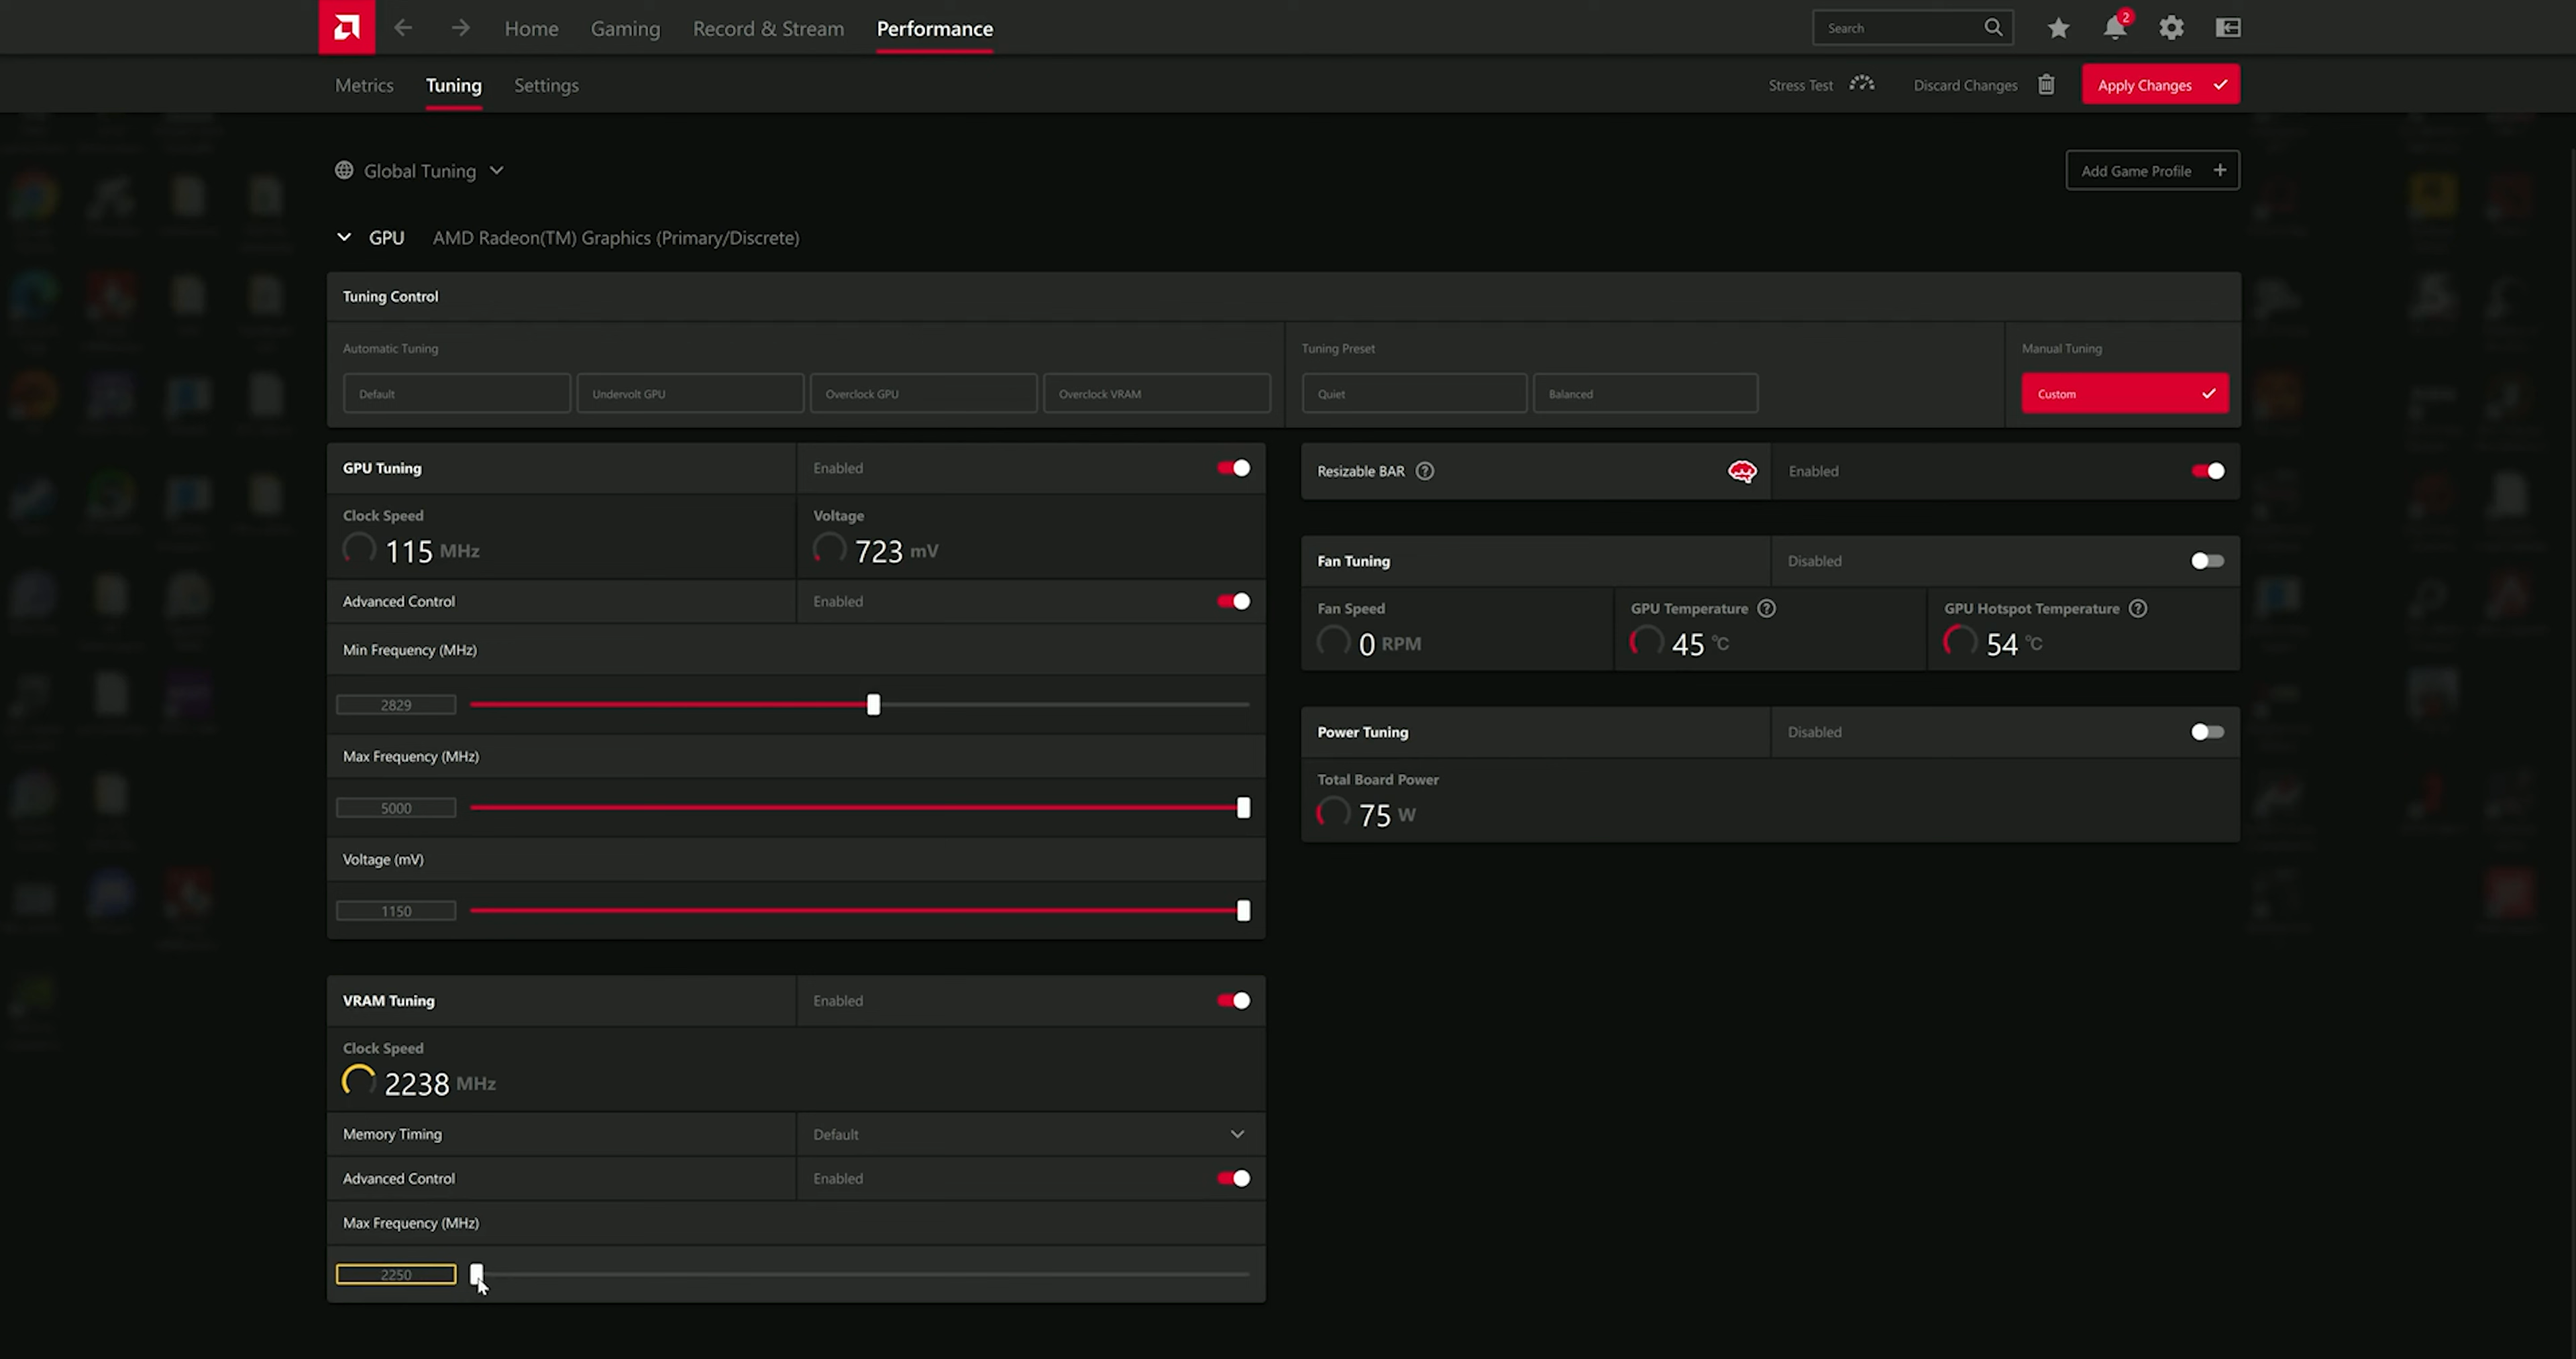 Home Gaming Record & Stream Performance Search 2
Metrics Tuning Settings Stress Test Discard Changes Apply Changes
Global Tuning Add Game Profile
GPU AMD Radeon(TM) Graphics (Primary/Discrete)
Tuning Control
Automatic Tuning Tuning Preset Manual Tuning
Default Undervolt GPU Overclock GPU Overclock VRAM Quiet Balanced Custom
GPU Tuning Enabled
Clock Speed Voltage
115 MHz 723 mV
Advanced Control Enabled
Min Frequency (MHz)
2829
Max Frequency (MHz)
5000
Voltage (mV)
1150
VRAM Tuning Enabled
Clock Speed
2238 MHz
Memory Timing Default
Advanced Control Enabled
Max Frequency (MHz)
2250
Resizable BAR ? Enabled
Fan Tuning Disabled
Fan Speed GPU Temperature ? GPU Hotspot Temperature ?
0 RPM 45 °C 54 °C
Power Tuning Disabled
Total Board Power
75 W